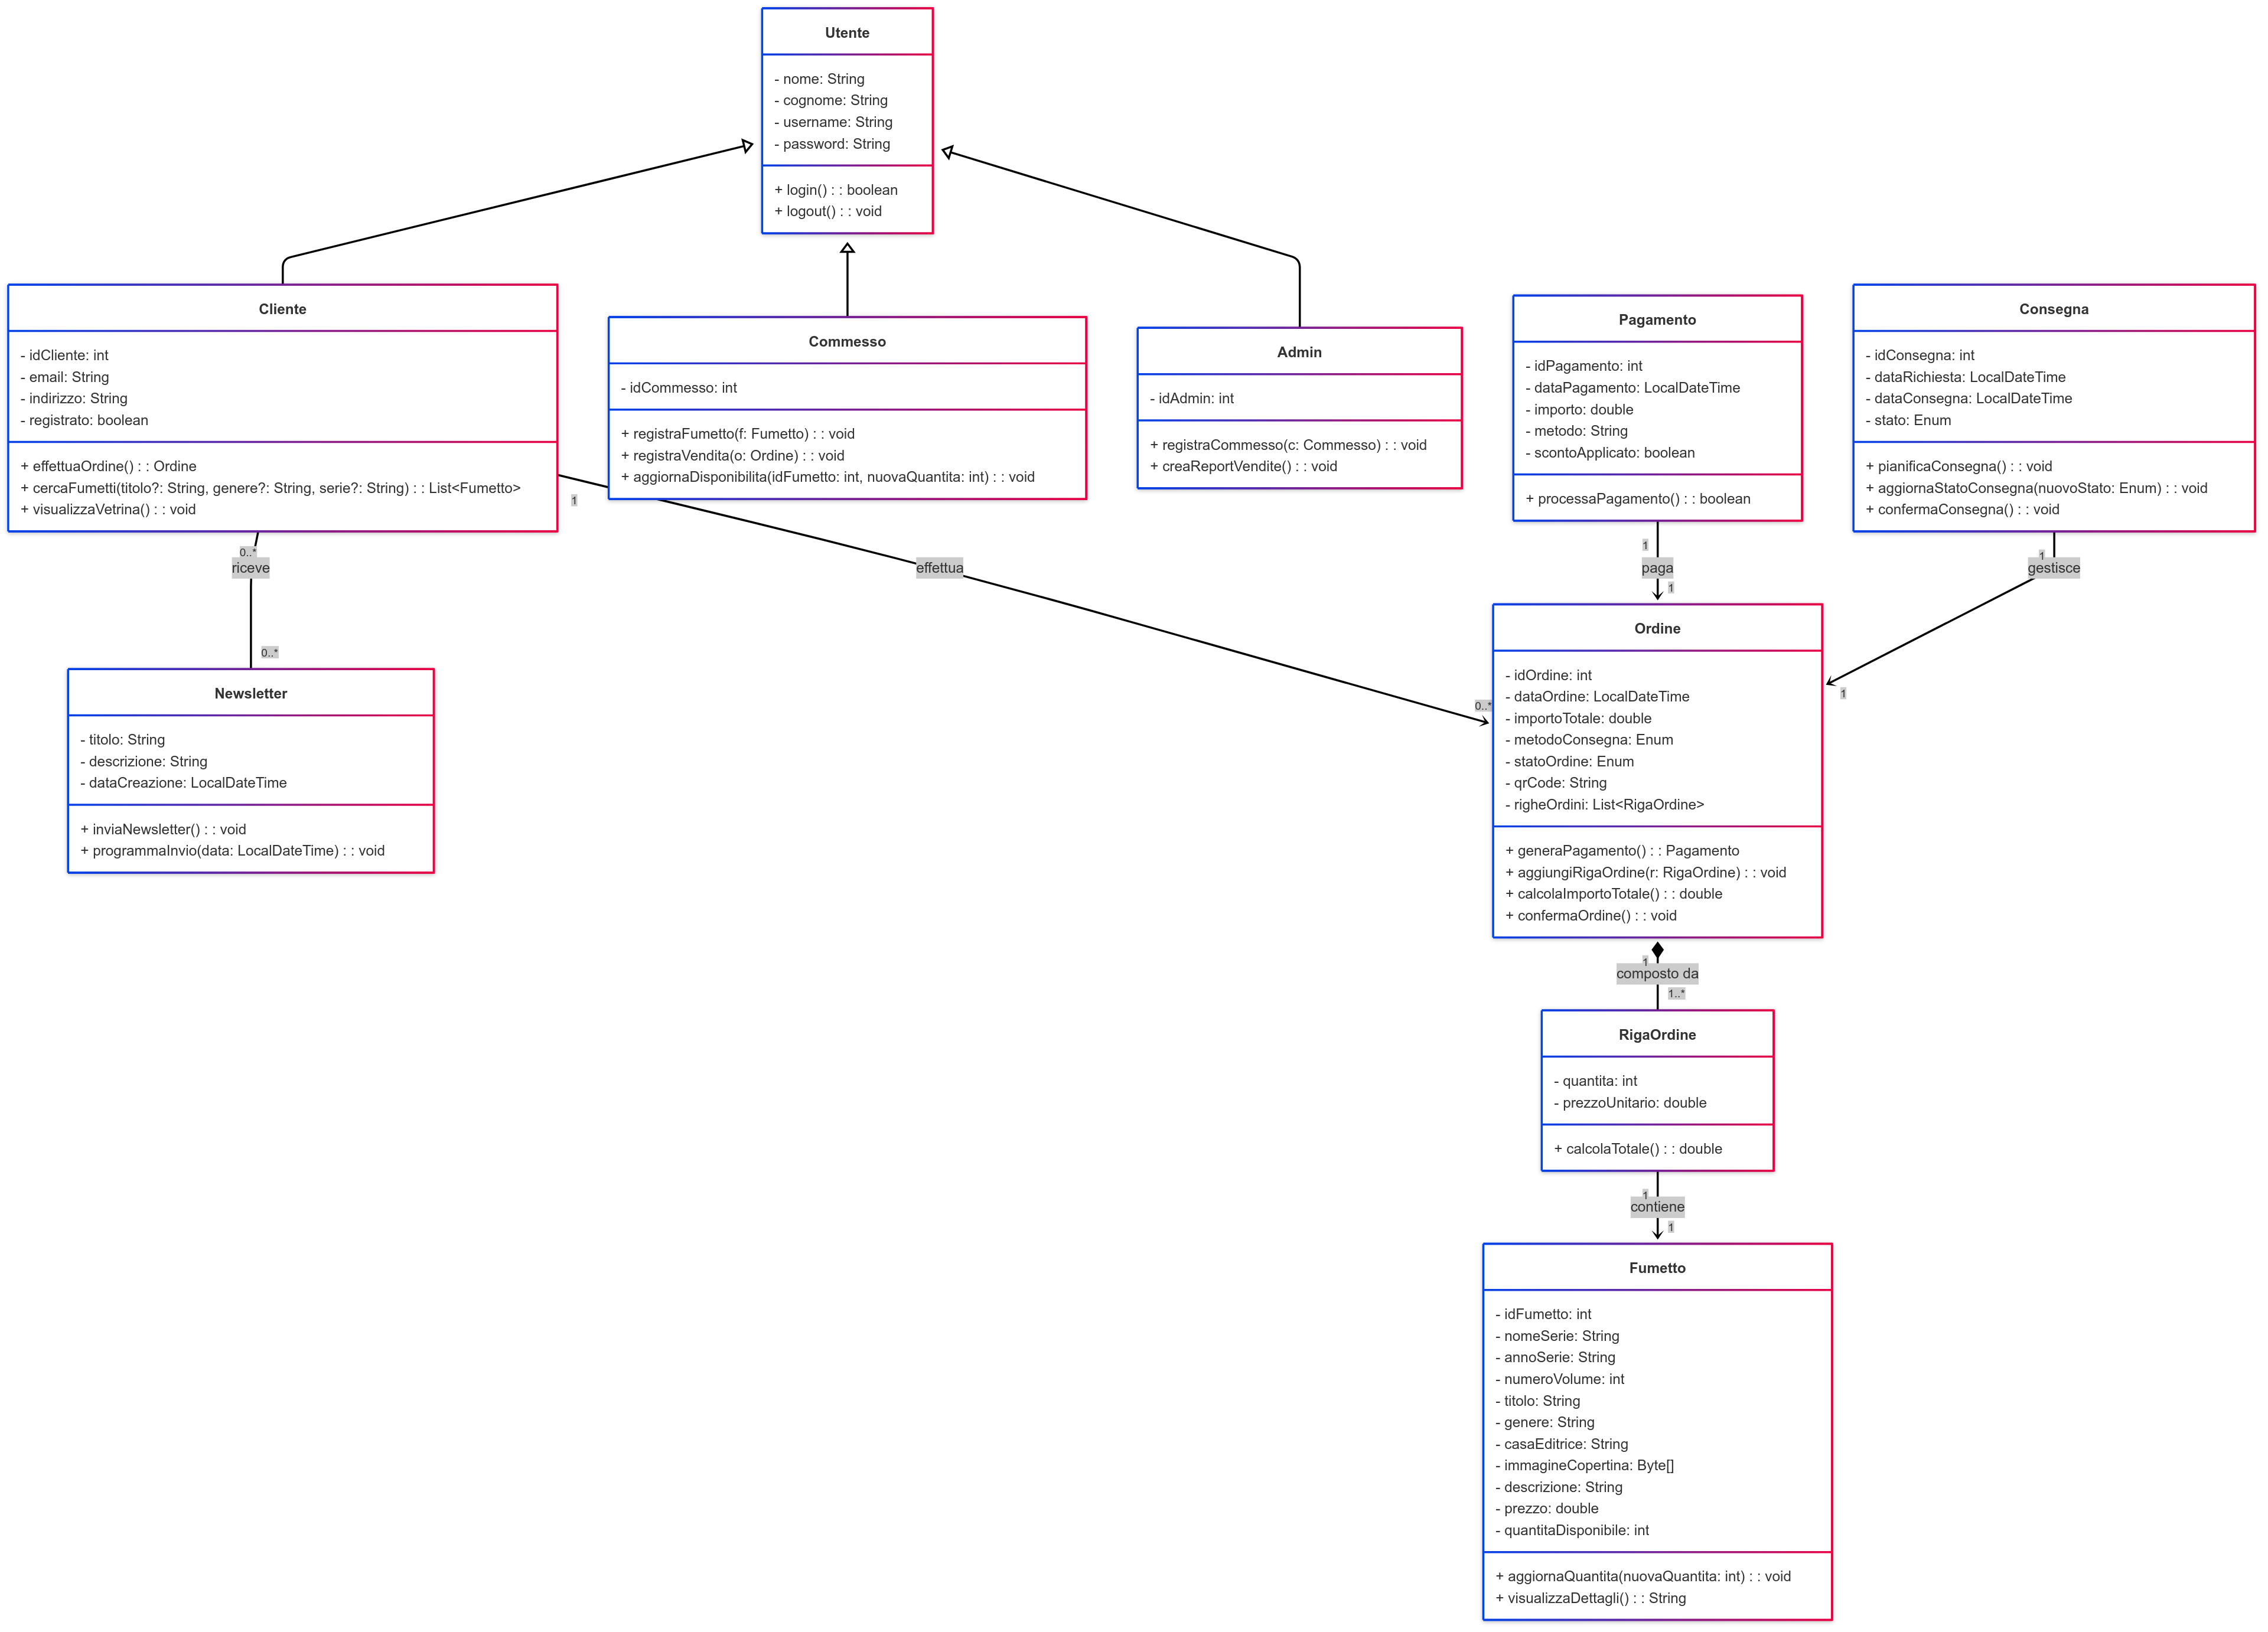 Utente
- nome: String
- cognome: String
- username: String
- password: String
+ login() : : boolean
+ logout() : : void
Cliente
- idCliente: int
- email: String
- indirizzo: String
- registrato: boolean
+ effettuaOrdine() : : Ordine
+ cercaFumetti(titolo?: String, genere?: String, serie?: String) : : List<Fumetto>
+ visualizzaVetrina() : : void
Commesso
- idCommesso: int
+ registraFumetto(f: Fumetto) : : void
+ registraVendita(o: Ordine) : : void
+ aggiornaDisponibilita(idFumetto: int, nuovaQuantita: int) : : void
Admin
- idAdmin: int
+ registraCommesso(c: Commesso) : : void
+ creaReportVendite() : : void
Pagamento
- idPagamento: int
- dataPagamento: LocalDateTime
- importo: double
- metodo: String
- scontoApplicato: boolean
+ processaPagamento() : : boolean
Consegna
- idConsegna: int
- dataRichiesta: LocalDateTime
- dataConsegna: LocalDateTime
- stato: Enum
+ pianificaConsegna() : : void
+ aggiornaStatoConsegna(nuovoStato: Enum) : : void
+ confermaConsegna() : : void
0..*
riceve
0..*
1
effettua
0..*
1
paga
1
1
gestisce
1
Newsletter
- titolo: String
- descrizione: String
- dataCreazione: LocalDateTime
+ inviaNewsletter() : : void
+ programmaInvio(data: LocalDateTime) : : void
Ordine
- idOrdine: int
- dataOrdine: LocalDateTime
- importoTotale: double
- metodoConsegna: Enum
- statoOrdine: Enum
- qrCode: String
- righeOrdini: List<RigaOrdine>
+ generaPagamento() : : Pagamento
+ aggiungiRigaOrdine(r: RigaOrdine) : : void
+ calcolaImportoTotale() : : double
+ confermaOrdine() : : void
1
composto da
1..*
RigaOrdine
- quantita: int
- prezzoUnitario: double
+ calcolaTotale() : : double
1
contiene
1
Fumetto
- idFumetto: int
- nomeSerie: String
- annoSerie: String
- numeroVolume: int
- titolo: String
- genere: String
- casaEditrice: String
- immagineCopertina: Byte[]
- descrizione: String
- prezzo: double
- quantitaDisponibile: int
+ aggiornaQuantita(nuovaQuantita: int) : : void
+ visualizzaDettagli() : : String